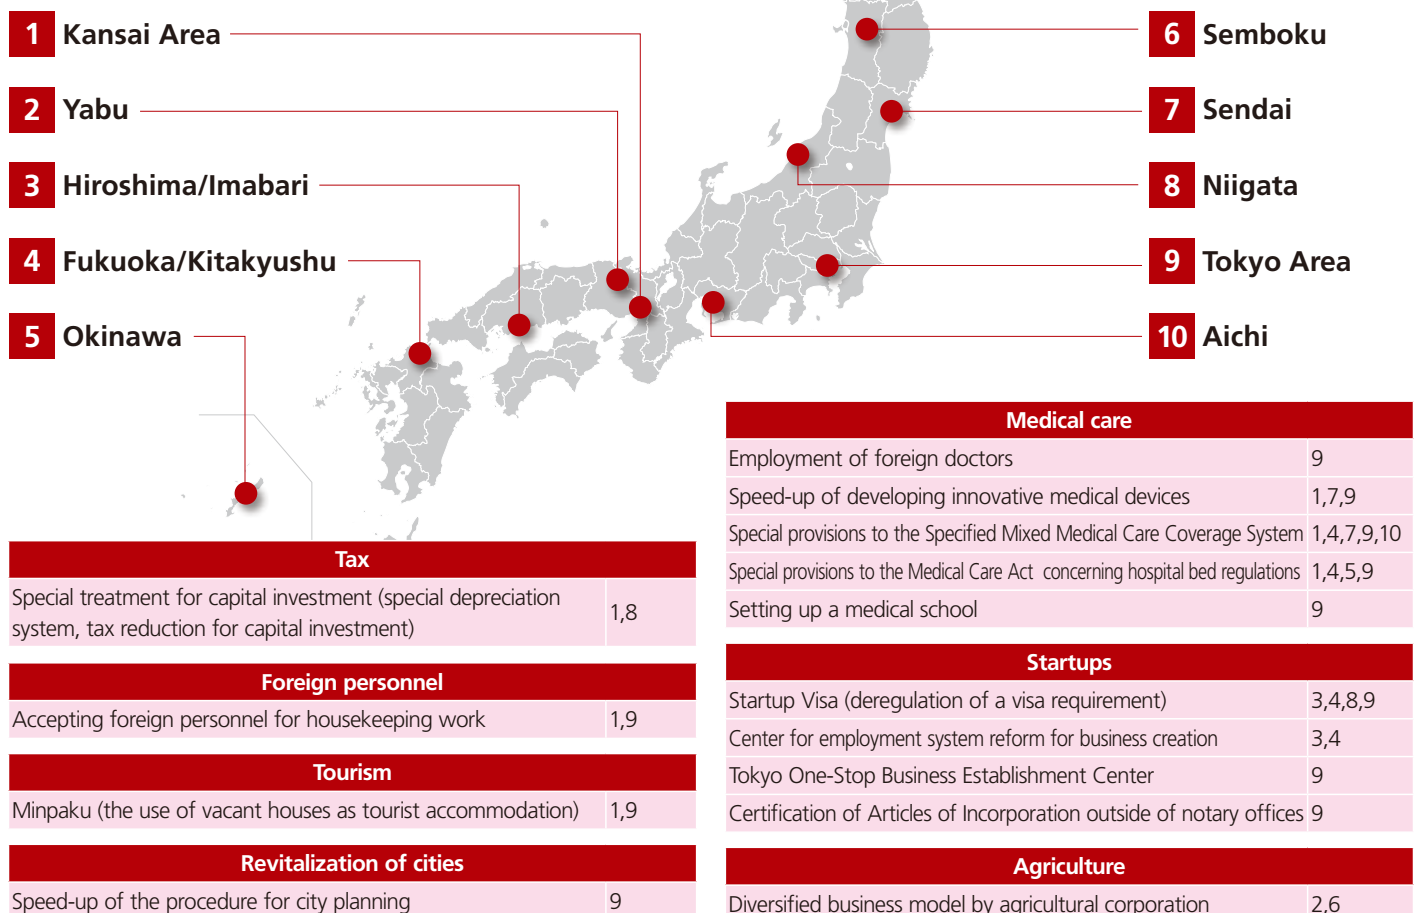 1 Kansai Area
2 Yabu
3 Hiroshima/Imabari
4 Fukuoka/Kitakyushu
5 Okinawa
6 Semboku
7 Sendai
8 Niigata
9 Tokyo Area
10 Aichi
Tax
Special treatment for capital investment (special depreciation
system, tax reduction for capital investment) 1,8
Foreign personnel
Accepting foreign personnel for housekeeping work 1,9
Tourism
Minpaku (the use of vacant houses as tourist accommodation) 1,9
Revitalization of cities
Speed-up of the procedure for city planning 9
Medical care
Employment of foreign doctors 9
Speed-up of developing innovative medical devices 1,7,9
Special provisions to the Specified Mixed Medical Care Coverage System 1,4,7,9,10
Special provisions to the Medical Care Act concerning hospital bed regulations 1,4,5,9
Setting up a medical school 9
Startups
Startup Visa (deregulation of a visa requirement) 3,4,8,9
Center for employment system reform for business creation 3,4
Tokyo One-Stop Business Establishment Center 9
Certification of Articles of Incorporation outside of notary offices 9
Agriculture
Diversified business model by agricultural corporation 2,6